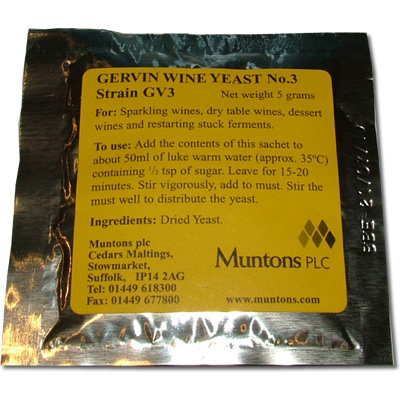 GERVIN WINE YEAST No.3
Strain GV3 Net weight 5 grams
For: Sparkling wines, dry table wines, dessert
wines and restarting stuck ferments.
To use: Add the contents of this sachet to
about 50ml of luke warm water (approx. 35ºC)
containing ½ tsp of sugar. Leave for 15-20
minutes. Stir vigorously, add to must. Stir the
must well to distribute the yeast.
Ingredients: Dried Yeast.
Muntons plc
Cedars Maltings,
Stowmarket,
Suffolk, IP14 2AG
Tel: 01449 618300
Fax: 01449 677800
Muntons PLC
www.muntons.com
BBE